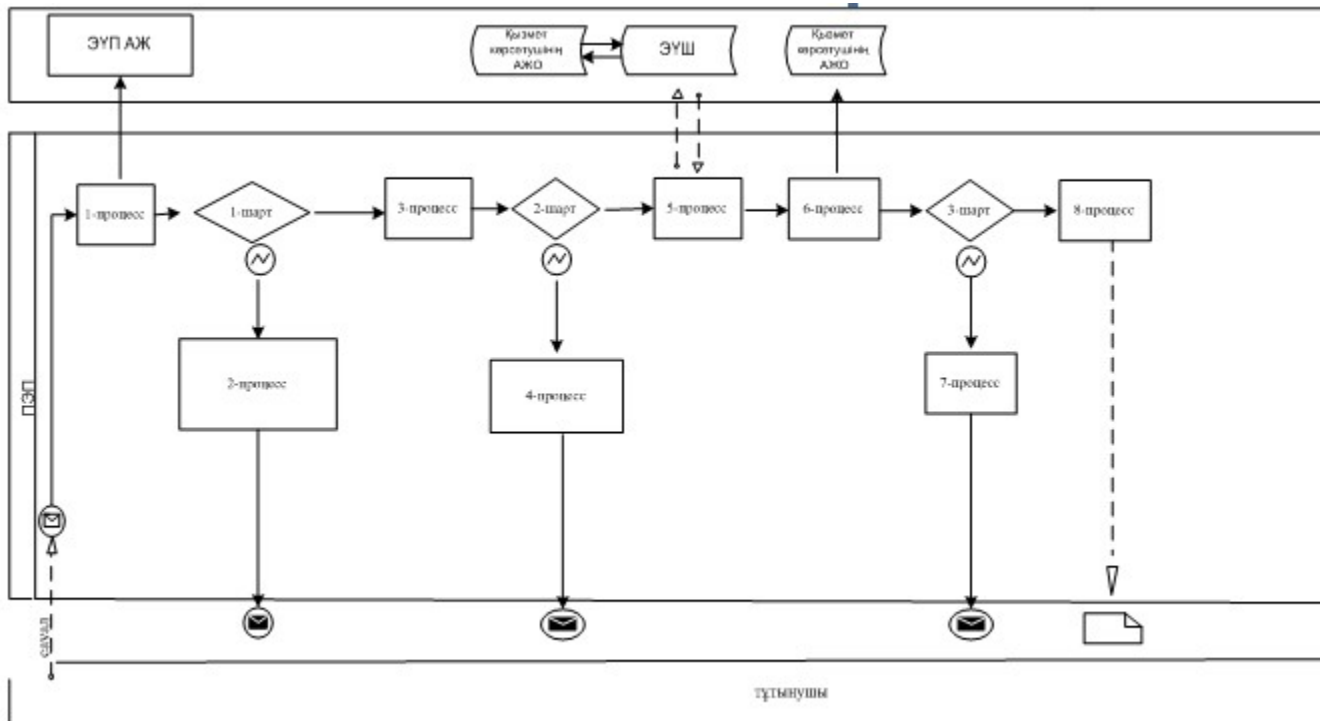 ЭҮП АЖ
Қызмет
көрсетушінің
АЖО
ЭҮШ
Қызмет
көрсетушінің
АЖО
1-процесс
1-шарт
3-процесс
2-шарт
5-процесс
6-процесс
3-шарт
8-процесс
2-процесс
4-процесс
7-процесс
ПЭП
сауал
тұтынушы